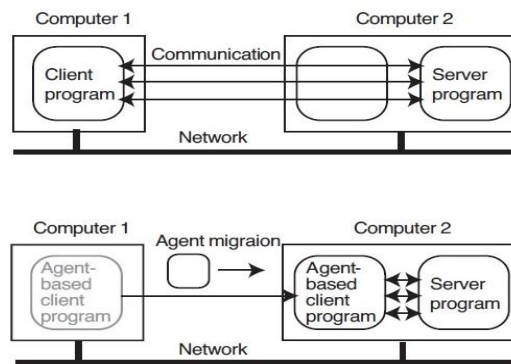 Computer 1
Computer 2
Communication
Client
program
Server
program
Network
Computer 1
Computer 2
Agent migraion
Agent-
based
client
program
Agent-
based
client
program
Server
program
Network